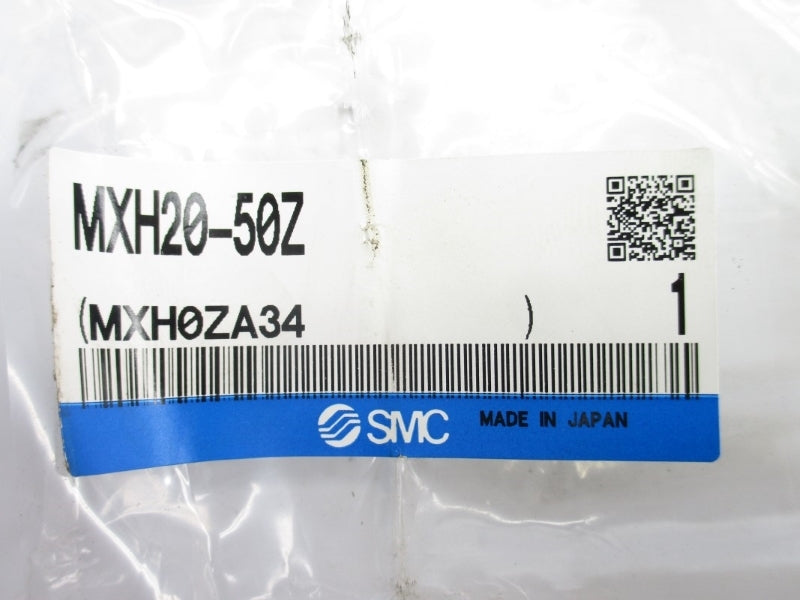 MXH20-50Z
(MXH0ZA34 )
1
SMC MADE IN JAPAN